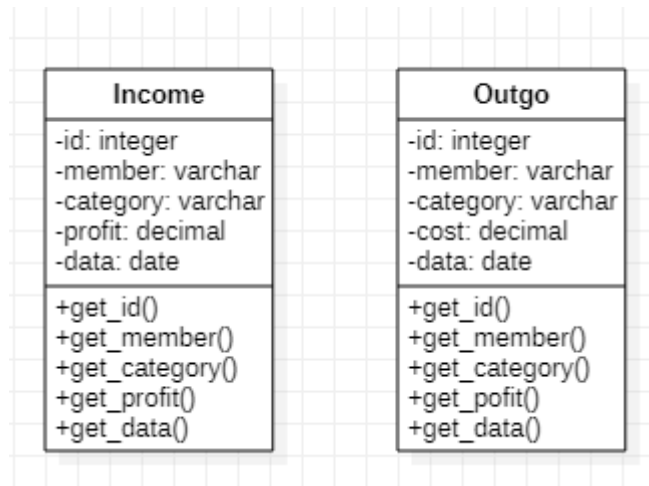 Income
-id: integer
-member: varchar
-category: varchar
-profit: decimal
-data: date
+get_id()
+get_member()
+get_category()
+get_profit()
+get_data()
Outgo
-id: integer
-member: varchar
-category: varchar
-cost: decimal
-data: date
+get_id()
+get_member()
+get_category()
+get_pofit()
+get_data()